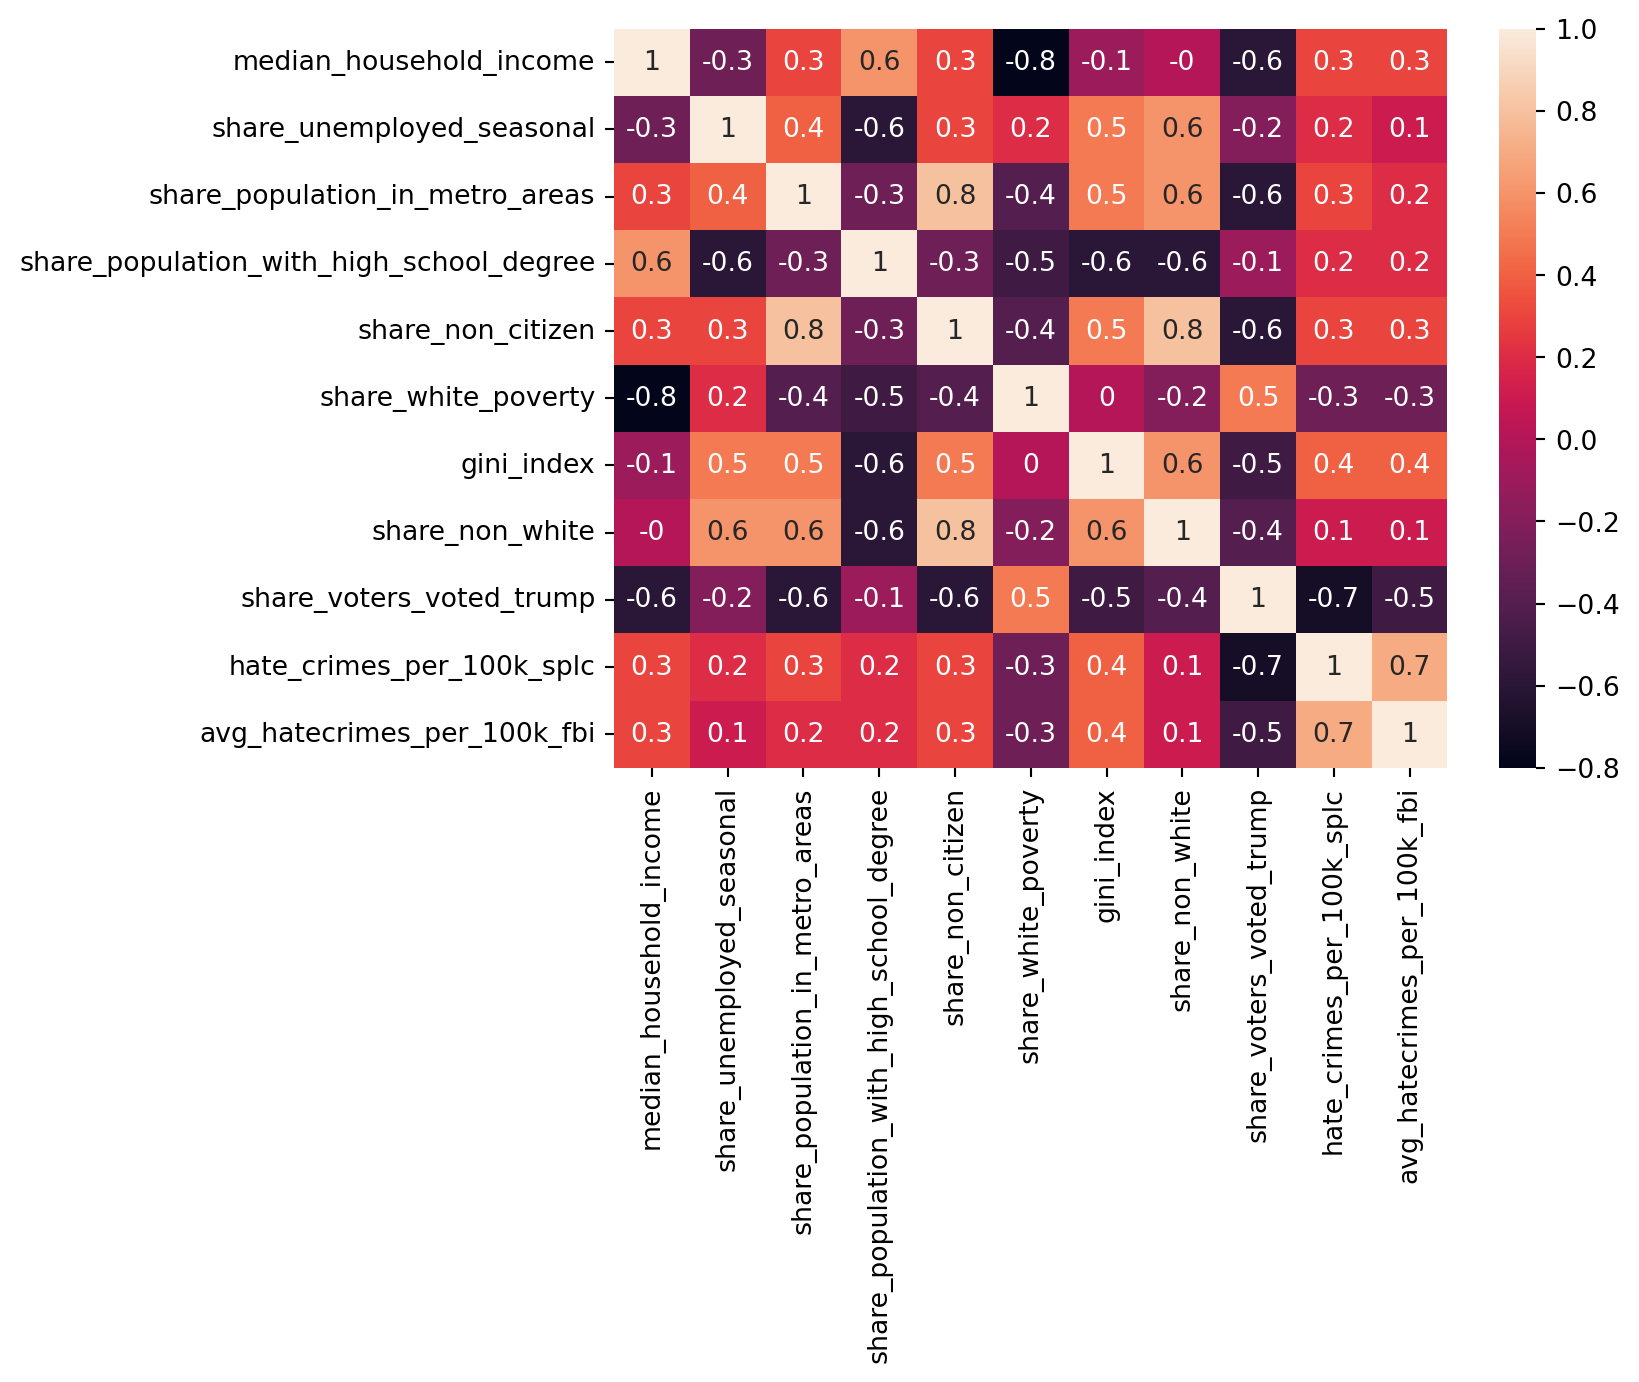 median_household_income 1 -0.3 0.3 0.6 0.3 -0.8 -0.1 -0 -0.6 0.3 0.3
share_unemployed_seasonal -0.3 1 0.4 -0.6 0.3 0.2 0.5 0.6 -0.2 0.2 0.1
share_population_in_metro_areas 0.3 0.4 1 -0.3 0.8 -0.4 0.5 0.6 -0.6 0.3 0.2
share_population_with_high_school_degree 0.6 -0.6 -0.3 1 -0.3 -0.5 -0.6 -0.6 -0.1 0.2 0.2
share_non_citizen 0.3 0.3 0.8 -0.3 1 -0.4 0.5 0.8 -0.6 0.3 0.3
share_white_poverty -0.8 0.2 -0.4 -0.5 -0.4 1 0 -0.2 0.5 -0.3 -0.3
gini_index -0.1 0.5 0.5 -0.6 0.5 0 1 0.6 -0.5 0.4 0.4
share_non_white -0 0.6 0.6 -0.6 0.8 -0.2 0.6 1 -0.4 0.1 0.1
share_voters_voted_trump -0.6 -0.2 -0.6 -0.1 -0.6 0.5 -0.5 -0.4 1 -0.7 -0.5
hate_crimes_per_100k_splc 0.3 0.2 0.3 0.2 0.3 -0.3 0.4 0.1 -0.7 1 0.7
avg_hatecrimes_per_100k_fbi 0.3 0.1 0.2 0.2 0.3 -0.3 0.4 0.1 -0.5 0.7 1
median_household_income
share_unemployed_seasonal
share_population_in_metro_areas
share_population_with_high_school_degree
share_non_citizen
share_white_poverty
gini_index
share_non_white
share_voters_voted_trump
hate_crimes_per_100k_splc
avg_hatecrimes_per_100k_fbi
1.0
0.8
0.6
0.4
0.2
0.0
−0.2
−0.4
−0.6
−0.8